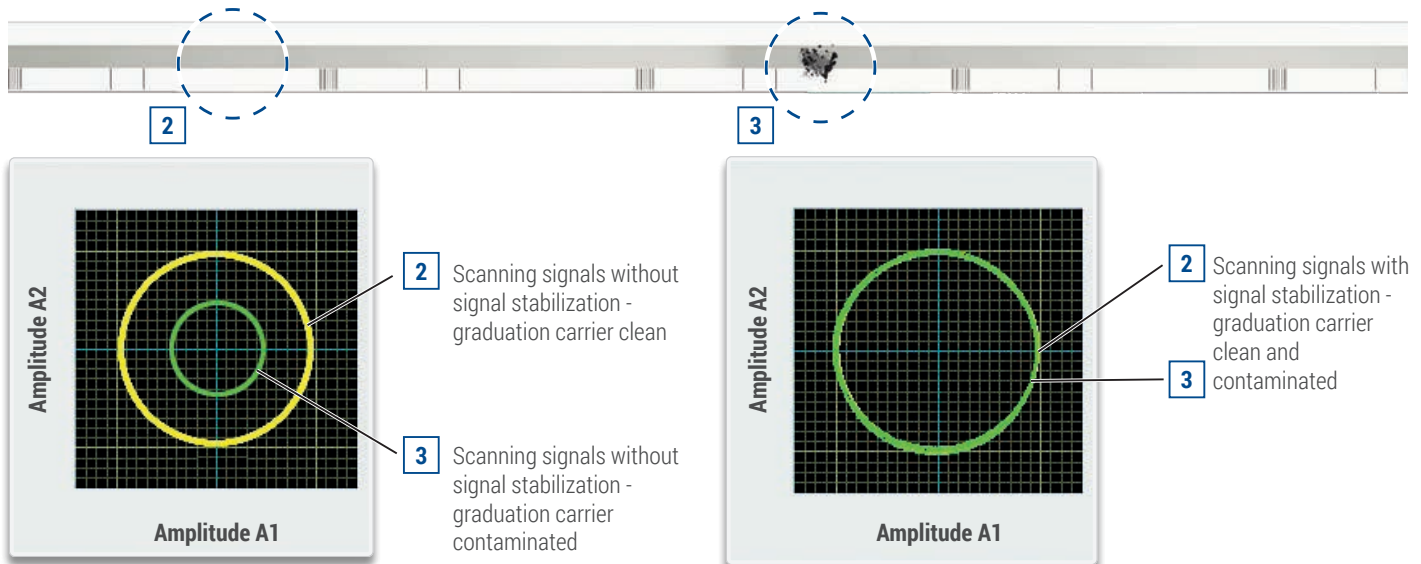 2
3
Amplitude A2
Amplitude A1
2 Scanning signals without
signal stabilization -
graduation carrier clean
3 Scanning signals without
signal stabilization -
graduation carrier
contaminated
Amplitude A2
Amplitude A1
2 Scanning signals with
signal stabilization -
graduation carrier
clean and
3 contaminated